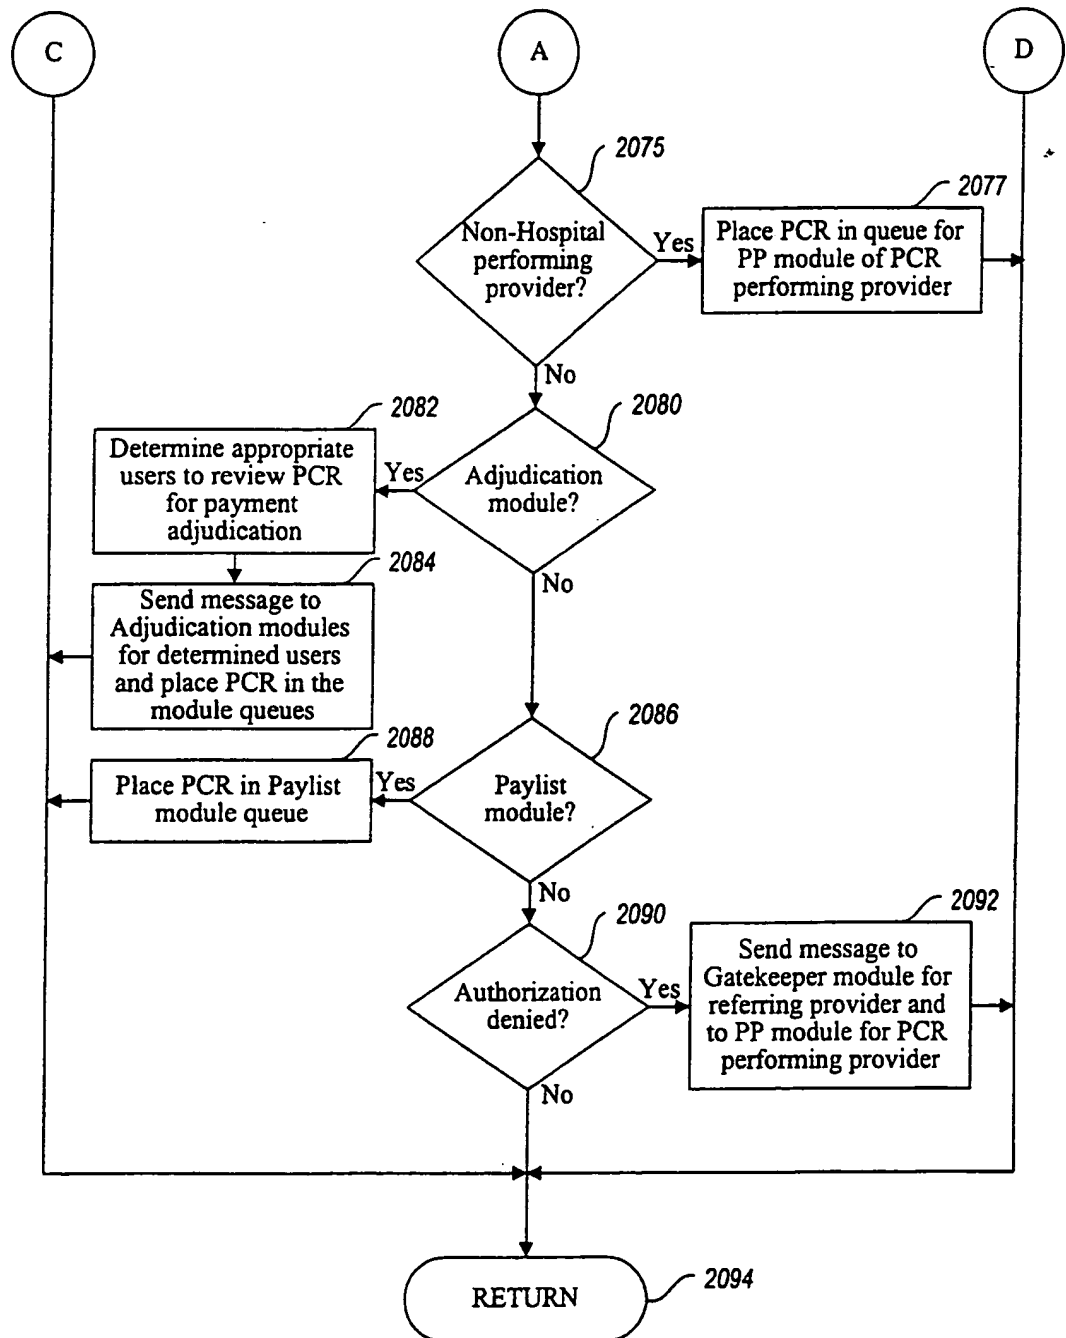 C
A
D
2075
Non-Hospital
performing
provider?
Yes
2077
Place PCR in queue for
PP module of PCR
performing provider
No
2080
Adjudication
module?
Yes
2082
Determine appropriate
users to review PCR
for payment
adjudication
No
2084
Send message to
Adjudication modules
for determined users
and place PCR in the
module queues
2086
Paylist
module?
Yes
2088
Place PCR in Paylist
module queue
No
2090
Authorization
denied?
Yes
2092
Send message to
Gatekeeper module for
referring provider and
to PP module for PCR
performing provider
No
RETURN
2094